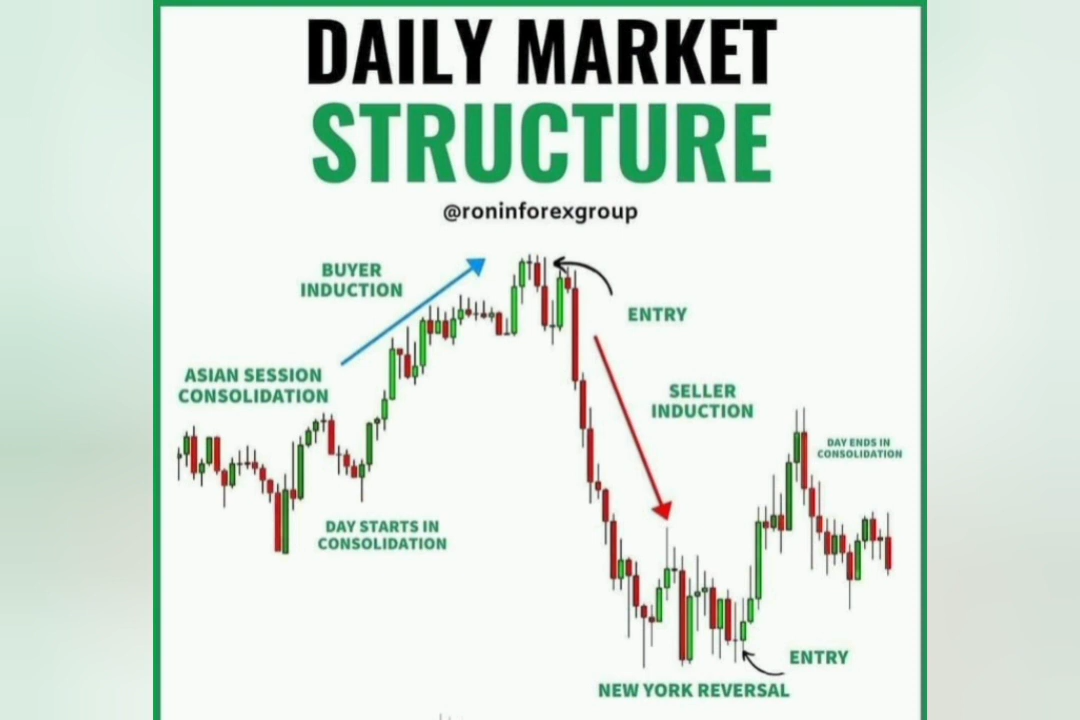 DAILY MARKET
STRUCTURE
@roninforexgroup
BUYER
INDUCTION
ENTRY
ASIAN SESSION
CONSOLIDATION
SELLER
INDUCTION
DAY ENDS IN
CONSOLIDATION
DAY STARTS IN
CONSOLIDATION
ENTRY
NEW YORK REVERSAL